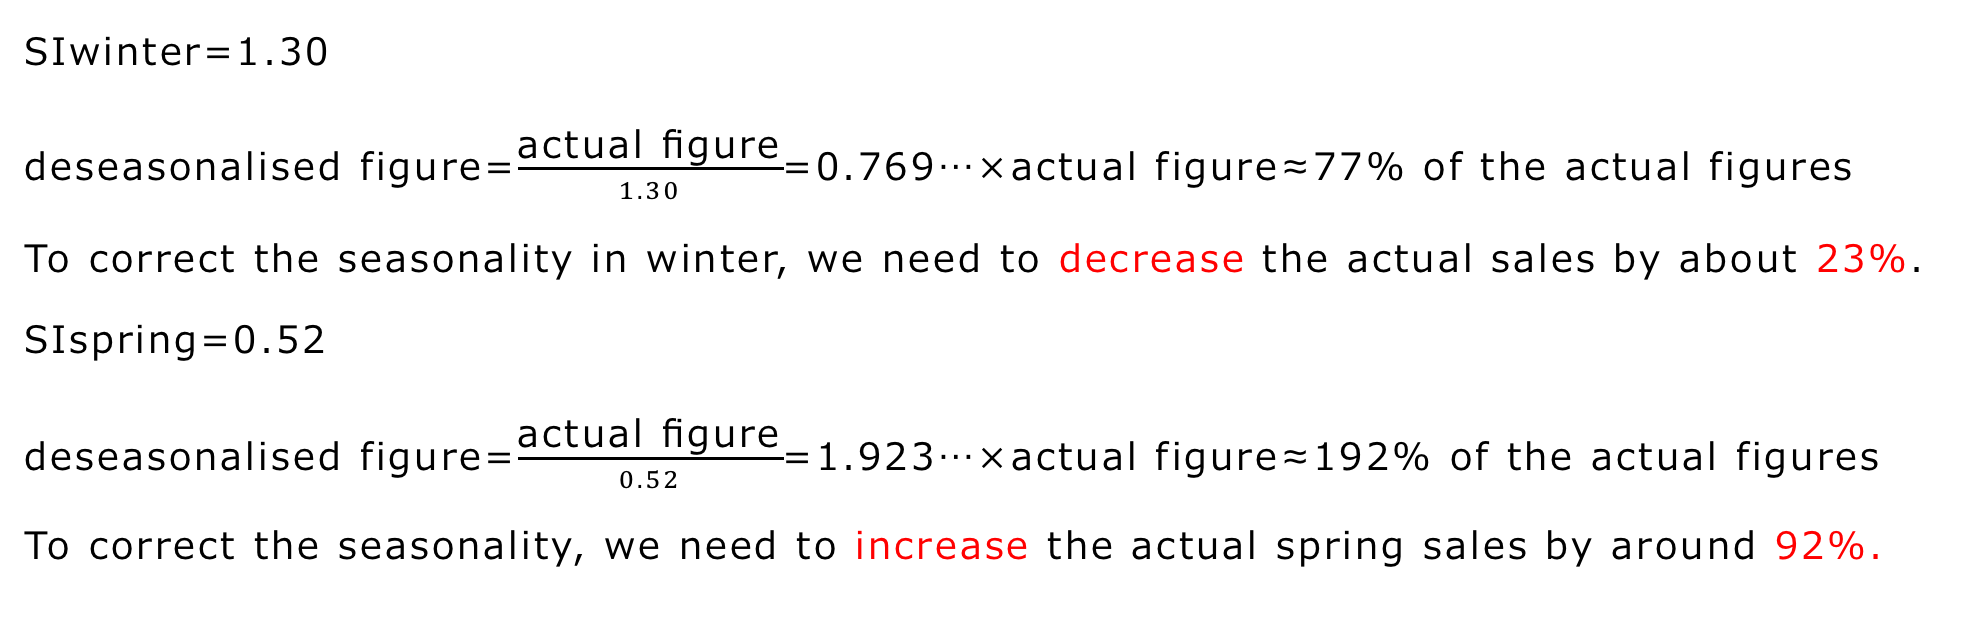 SIwinter=1.30
deseasonalised figure=actual figure/1.30=0.769⋯×actual figure≈77% of the actual figures
To correct the seasonality in winter, we need to decrease the actual sales by about 23%.
SIspring=0.52
deseasonalised figure=actual figure/0.52=1.923⋯×actual figure≈192% of the actual figures
To correct the seasonality, we need to increase the actual spring sales by around 92%.